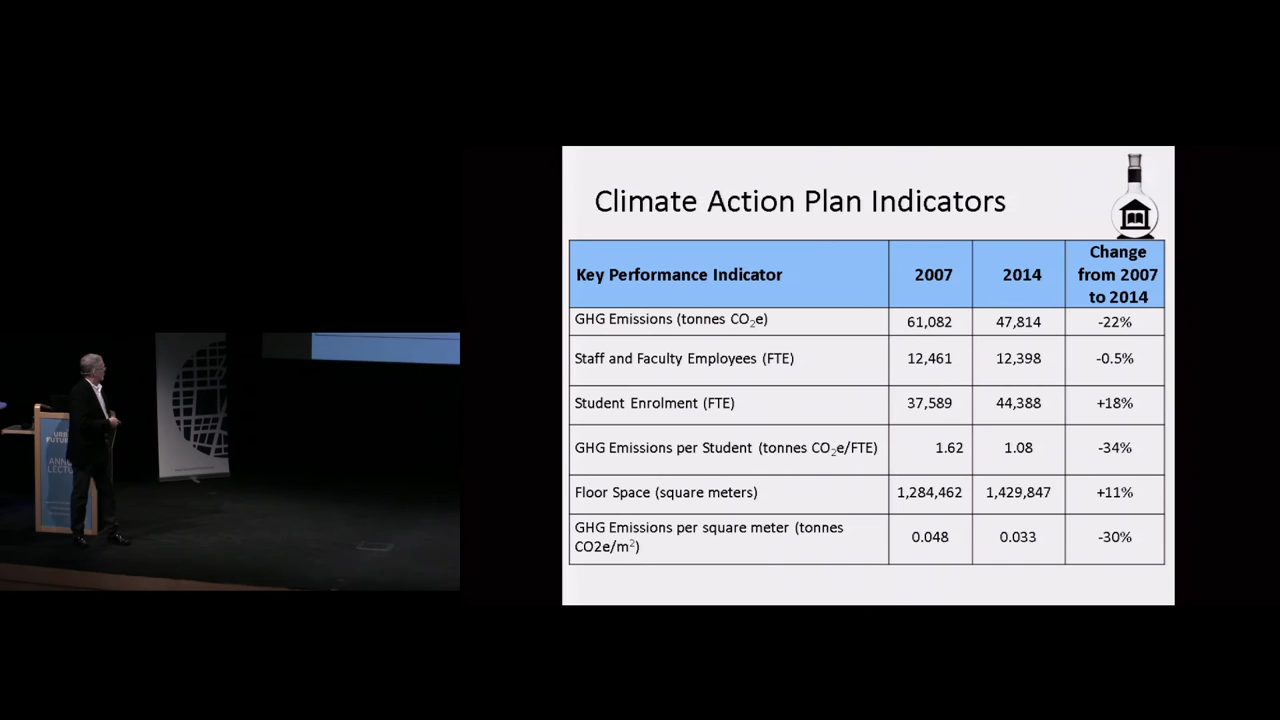 Climate Action Plan Indicators
Key Performance Indicator 2007 2014 Change from 2007 to 2014
GHG Emissions (tonnes CO₂e) 61,082 47,814 -22%
Staff and Faculty Employees (FTE) 12,461 12,398 -0.5%
Student Enrolment (FTE) 37,589 44,388 +18%
GHG Emissions per Student (tonnes CO₂e/FTE) 1.62 1.08 -34%
Floor Space (square meters) 1,284,462 1,429,847 +11%
GHG Emissions per square meter (tonnes
CO2e/m²) 0.048 0.033 -30%